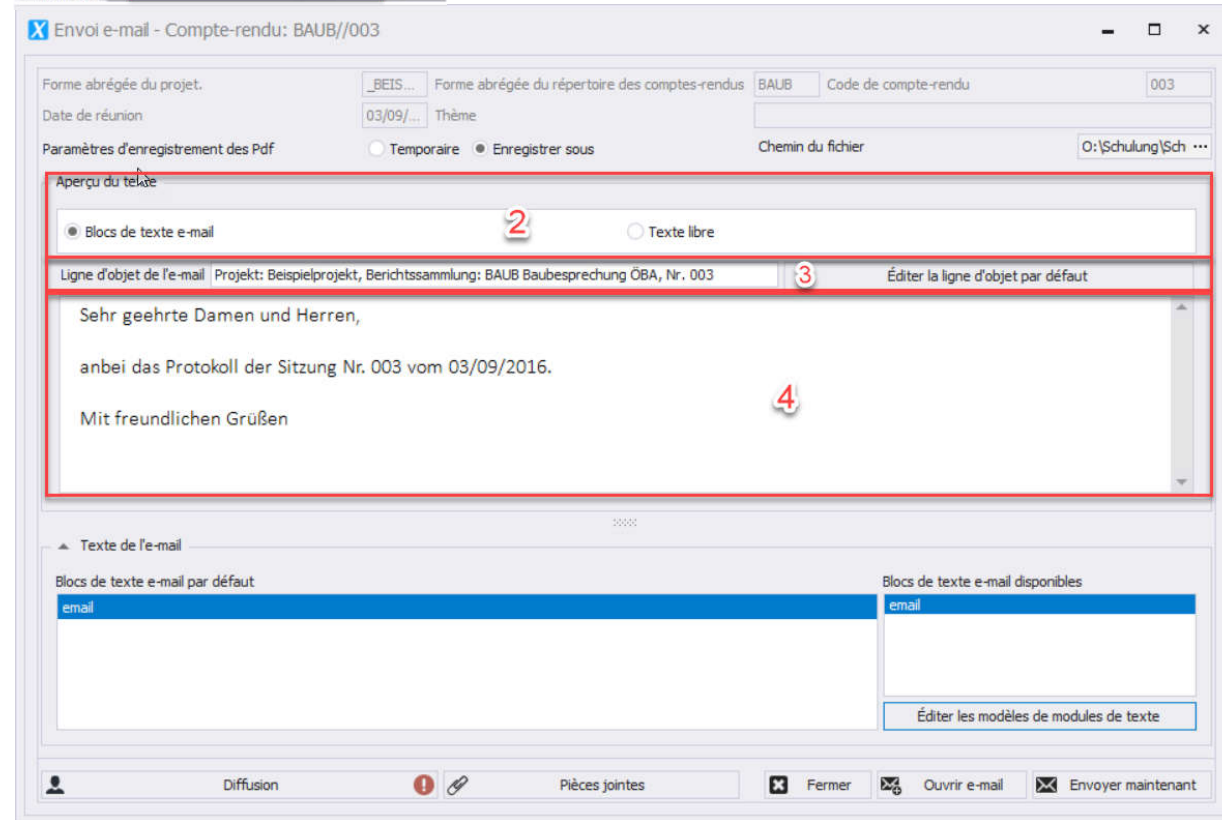 Envoi e-mail - Compte-rendu: BAUB//003
Forme abrégée du projet. _BEIS... Forme abrégée du répertoire des comptes-rendus BAUB Code de compte-rendu 003
Date de réunion 03/09/... Thème
Paramètres d'enregistrement des Pdf Temporaire Enregistrer sous Chemin du fichier O:\Schulung\Sch ...
Aperçu du texte
Blocs de texte e-mail 2 Texte libre
Ligne d'objet de l'e-mail Projekt: Beispielprojekt, Berichtssammlung: BAUB Baubesprechung ÖBA, Nr. 003 3 Éditer la ligne d'objet par défaut
Sehr geehrte Damen und Herren,
anbei das Protokoll der Sitzung Nr. 003 vom 03/09/2016.
4
Mit freundlichen Grüßen
Texte de l'e-mail
Blocs de texte e-mail par défaut Blocs de texte e-mail disponibles
email email
Éditer les modèles de modules de texte
Diffusion Pièces jointes Fermer Ouvrir e-mail Envoyer maintenant